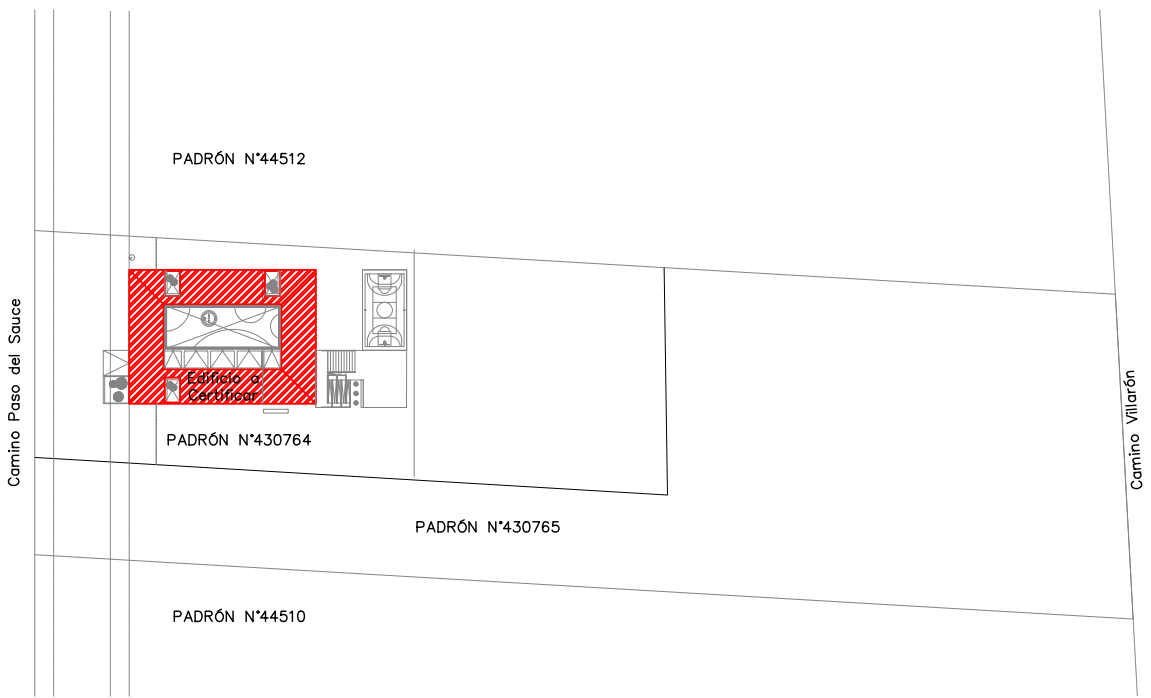 PADRÓN N°44512
Camino Paso del Sauce
Edificio a
Certificar
Camino Villarón
PADRÓN N°430764
PADRÓN N°430765
PADRÓN N°44510